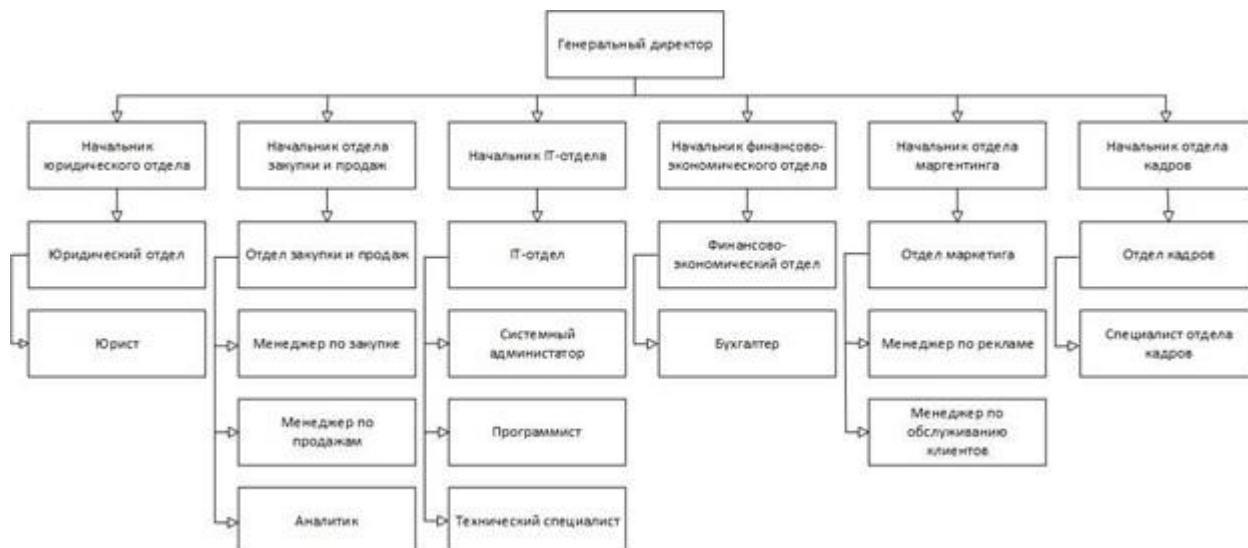 Генеральный директор
Начальник
юридического отдела
Начальник отдела
закупки и продаж
Начальник IT-отдела
Начальник финансово-
экономического отдела
Начальник отдела
маргентинга
Начальник отдела
кадров
Юридический отдел
Отдел закупки и продаж
IT-отдел
Финансово-
экономический отдел
Отдел маркетига
Отдел кадров
Юрист
Менеджер по закупке
Системный
администатор
Бухгалтер
Менеджер по рекламе
Специалист отдела
кадров
Менеджер по
продажам
Программист
Менеджер по
обслуживанию
клиентов
Аналитик
Технический специалист